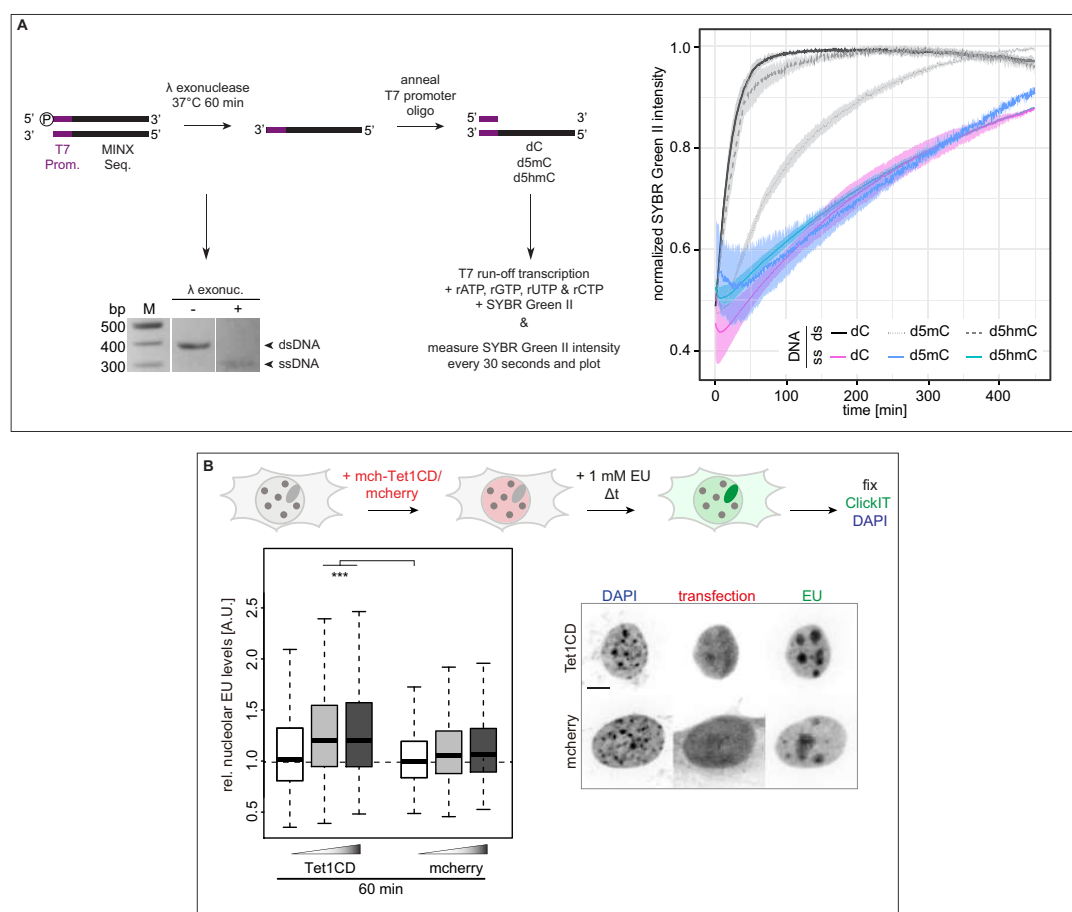 A
λ exonuclease
37°C 60 min
anneal
T7 promoter
oligo
5' P 3'
3' 5'
T7
Prom.
MINX
Seq.
3' 5'
5' 3'
3' 5'
dC
d5mC
d5hmC
λ exonuc.
bp M - +
500
400
300
dsDNA
ssDNA
T7 run-off transcription
+ rATP, rGTP, rUTP & rCTP
+ SYBR Green II
&
measure SYBR Green II intensity
every 30 seconds and plot
normalized SYBR Green II intensity
1.0
0.8
0.6
0.4
DNA
ds
dC d5mC d5hmC
ss
dC d5mC d5hmC
0 100 200 300 400
time [min]
B
+ mch-Tet1CD/
mcherry
+ 1 mM EU
Δt
fix
ClickIT
DAPI
rel. nucleolar EU levels [A.U.]
2.5
2.0
1.5
1.0
0.5
***
Tet1CD mcherry
60 min
DAPI transfection EU
Tet1CD
mcherry